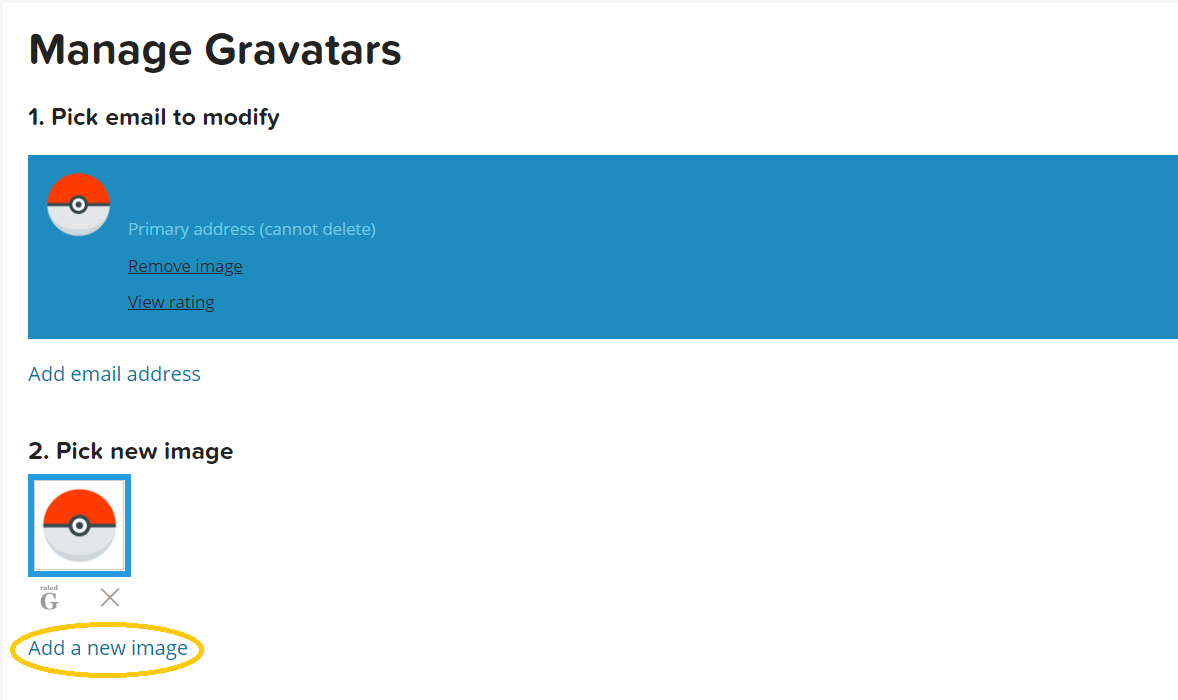 Manage Gravatars
1. Pick email to modify
Primary address (cannot delete)
Remove image
View rating
Add email address
2. Pick new image
rated
G
Add a new image